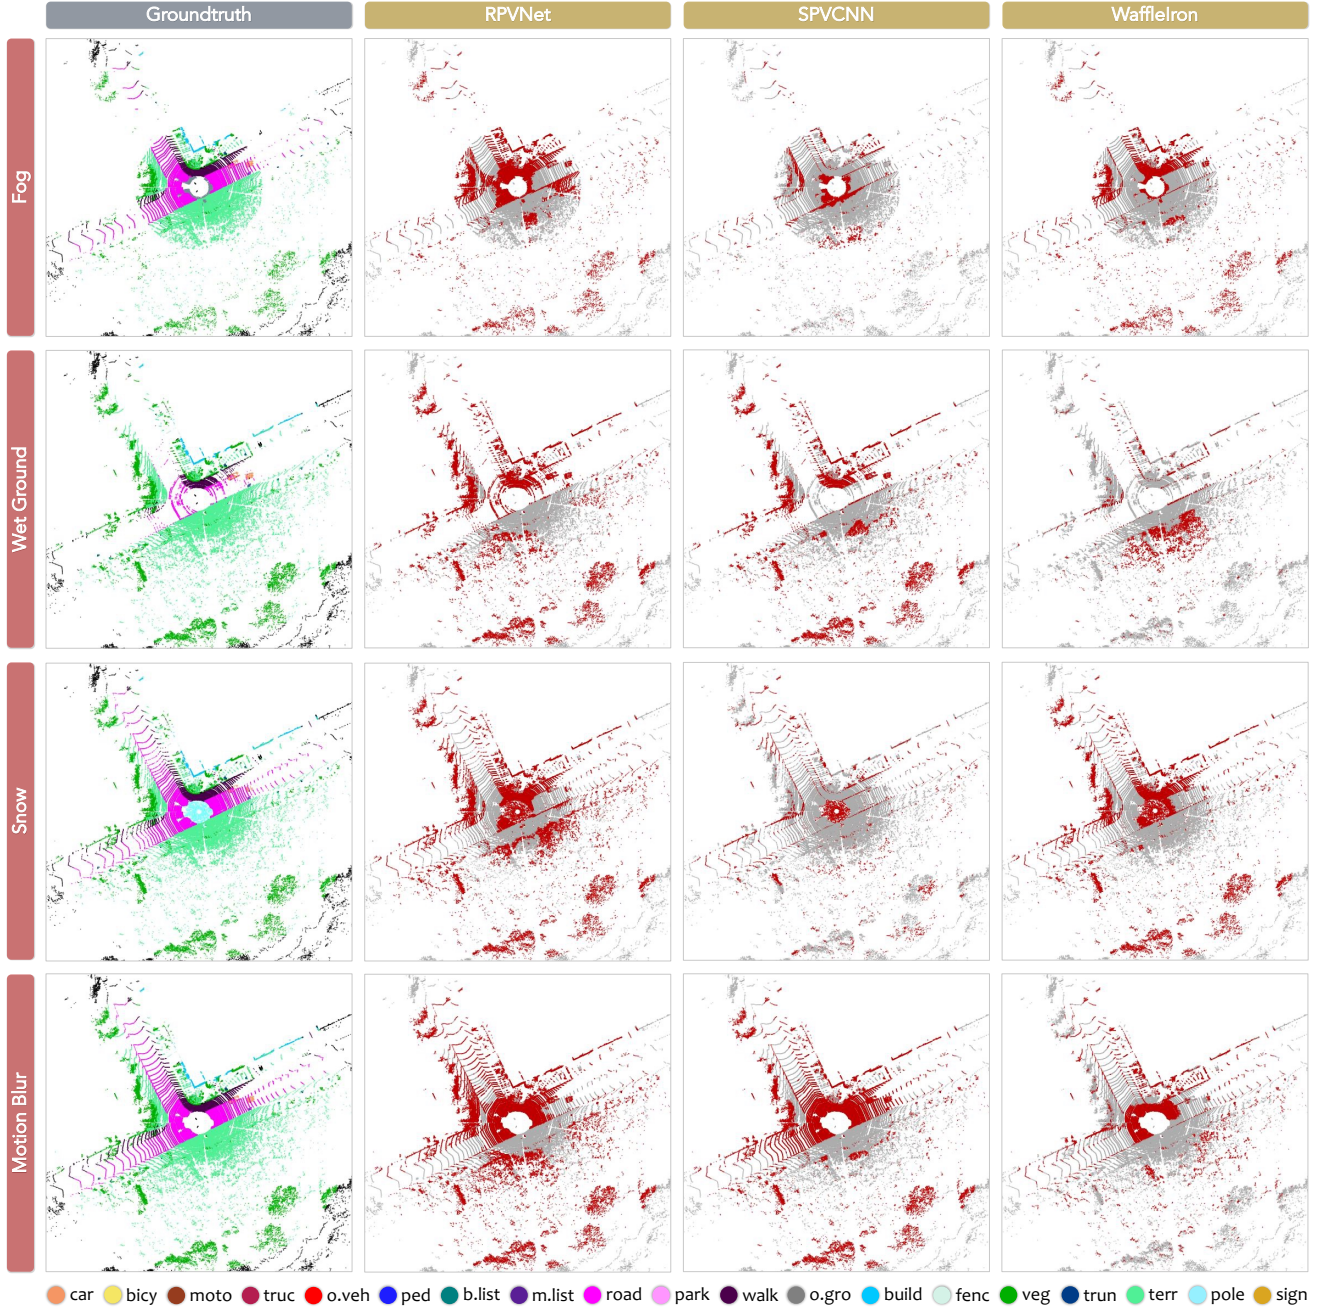 Groundtruth RPVNet SPVCNN WaffleIron
Fog
Wet Ground
Snow
Motion Blur
car bicy moto truc o.veh ped b.list m.list road park walk o.gro build fenc veg trun terr pole sign